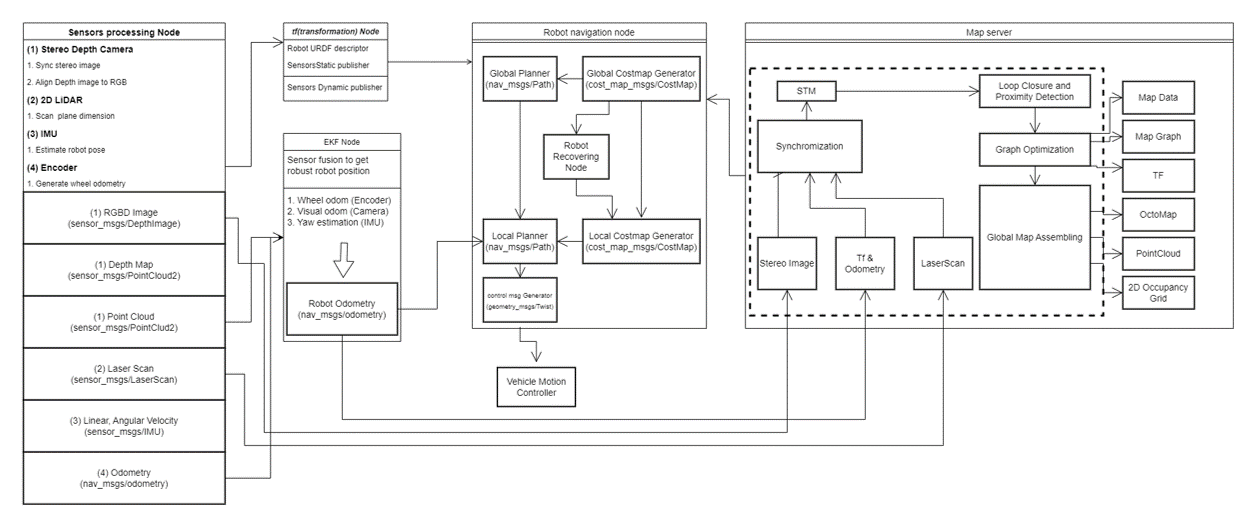 Sensors processing Node
(1) Stereo Depth Camera
1. Sync stereo image
2. Align Depth image to RGB
(2) 2D LiDAR
1. Scan plane dimension
(3) IMU
1. Estimate robot pose
(4) Encoder
1. Generate wheel odometry
(1) RGBD Image
(sensor_msgs/DepthImage)
(1) Depth Map
(sensor_msgs/PointCloud2)
(1) Point Cloud
(sensor_msgs/PointClud2)
(2) Laser Scan
(sensor_msgs/LaserScan)
(3) Linear, Angular Velocity
(sensor_msgs/IMU)
(4) Odometry
(nav_msgs/odometry)
tf(transformation) Node
Robot URDF descriptor
SensorsStatic publisher
Sensors Dynamic publisher
EKF Node
Sensor fusion to get
robust robot position
1. Wheel odom (Encoder)
2. Visual odom (Camera)
3. Yaw estimation (IMU)
Robot Odometry
(nav_msgs/odometry)
Robot navigation node
Global Planner
(nav_msgs/Path)
Global Costmap Generator
(cost_map_msgs/CostMap)
Robot
Recovering
Node
Local Planner
(nav_msgs/Path)
Local Costmap Generator
(cost_map_msgs/CostMap)
control msg Generator
(geometry_msgs/Twist)
Vehicle Motion
Controller
Map server
STM
Loop Closure and
Proximity Detection
Synchronization
Graph Optimization
Global Map Assembling
Stereo Image
Tf &
Odometry
LaserScan
Map Data
Map Graph
TF
OctoMap
PointCloud
2D Occupancy
Grid